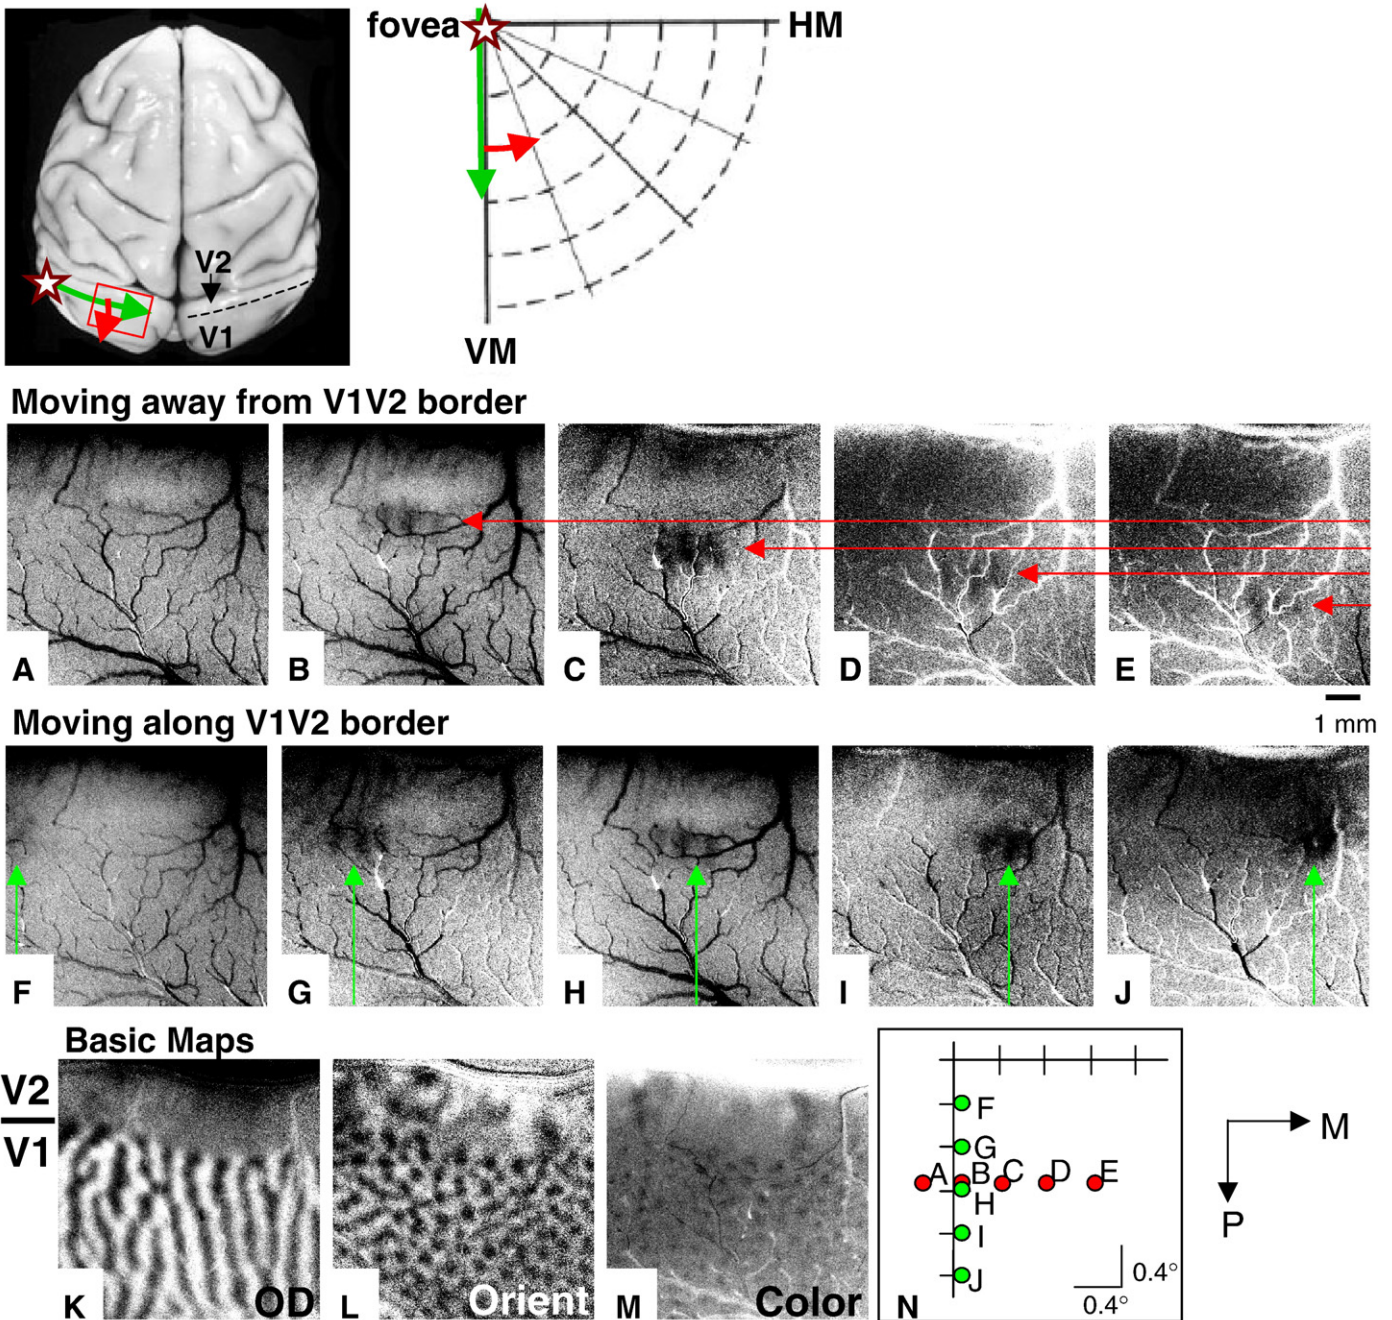 fovea
HM
V2
V1
VM
Moving away from V1V2 border
A
B
C
D
E
1 mm
Moving along V1V2 border
F
G
H
I
J
Basic Maps
V2
V1
K
OD
L
Orient
M
Color
N
F
G
A
B
C
D
E
H
I
J
0.4°
0.4°
M
P